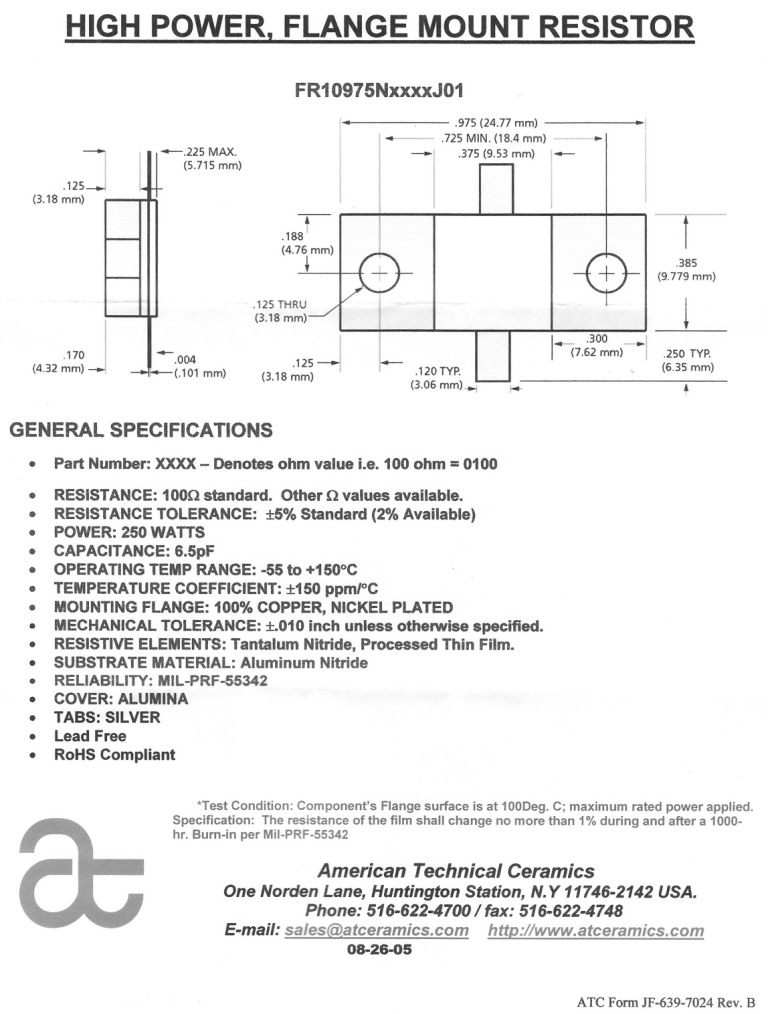 HIGH POWER, FLANGE MOUNT RESISTOR
FR10975NxxxxJ01
.975 (24.77 mm)
.725 MIN. (18.4 mm)
.375 (9.53 mm)
.225 MAX.
(5.715 mm)
.125
(3.18 mm)
.188
(4.76 mm)
.385
(9.779 mm)
.125 THRU
(3.18 mm)
.300
(7.62 mm)
.170
(4.32 mm)
.004
(.101 mm)
.125
(3.18 mm)
.120 TYP.
(3.06 mm)
.250 TYP.
(6.35 mm)
GENERAL SPECIFICATIONS
• Part Number: XXXX – Denotes ohm value i.e. 100 ohm = 0100
• RESISTANCE: 100Ω standard. Other Ω values available.
• RESISTANCE TOLERANCE: ±5% Standard (2% Available)
• POWER: 250 WATTS
• CAPACITANCE: 6.5pF
• OPERATING TEMP RANGE: -55 to +150°C
• TEMPERATURE COEFFICIENT: ±150 ppm/°C
• MOUNTING FLANGE: 100% COPPER, NICKEL PLATED
• MECHANICAL TOLERANCE: ±.010 inch unless otherwise specified.
• RESISTIVE ELEMENTS: Tantalum Nitride, Processed Thin Film.
• SUBSTRATE MATERIAL: Aluminum Nitride
• RELIABILITY: MIL-PRF-55342
• COVER: ALUMINA
• TABS: SILVER
• Lead Free
• RoHS Compliant
*Test Condition: Component's Flange surface is at 100Deg. C; maximum rated power applied.
Specification: The resistance of the film shall change no more than 1% during and after a 1000-
hr. Burn-in per Mil-PRF-55342
at
American Technical Ceramics
One Norden Lane, Huntington Station, N.Y 11746-2142 USA.
Phone: 516-622-4700 / fax: 516-622-4748
E-mail: sales@atceramics.com http://www.atceramics.com
08-26-05
ATC Form JF-639-7024 Rev. B